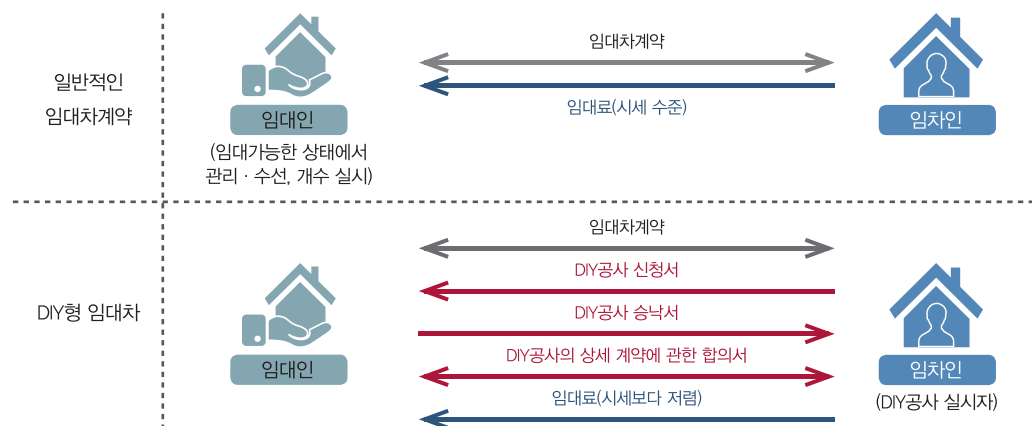 일반적인
임대차계약
임대인
(임대가능한 상태에서
관리 · 수선, 개수 실시)
임대차계약
임대료(시세 수준)
임차인
DIY형 임대차
임대인
임대차계약
DIY공사 신청서
DIY공사 승낙서
DIY공사의 상세 계약에 관한 합의서
임대료(시세보다 저렴)
임차인
(DIY공사 실시자)